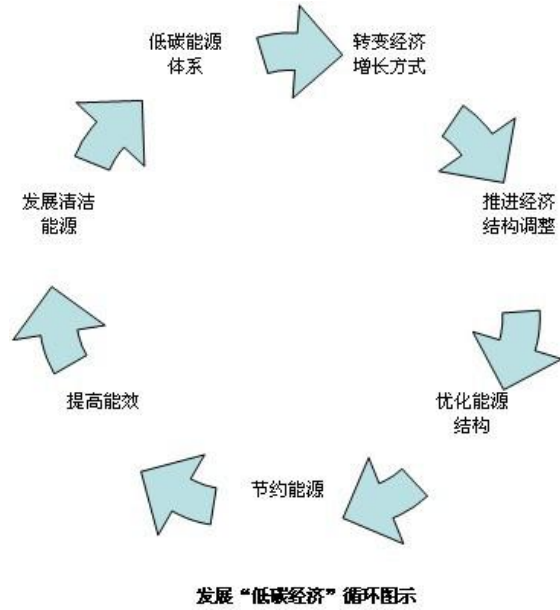 低碳能源
体系
转变经济
增长方式
推进经济
结构调整
优化能源
结构
节约能源
提高能效
发展清洁
能源
发展“低碳经济”循环图示